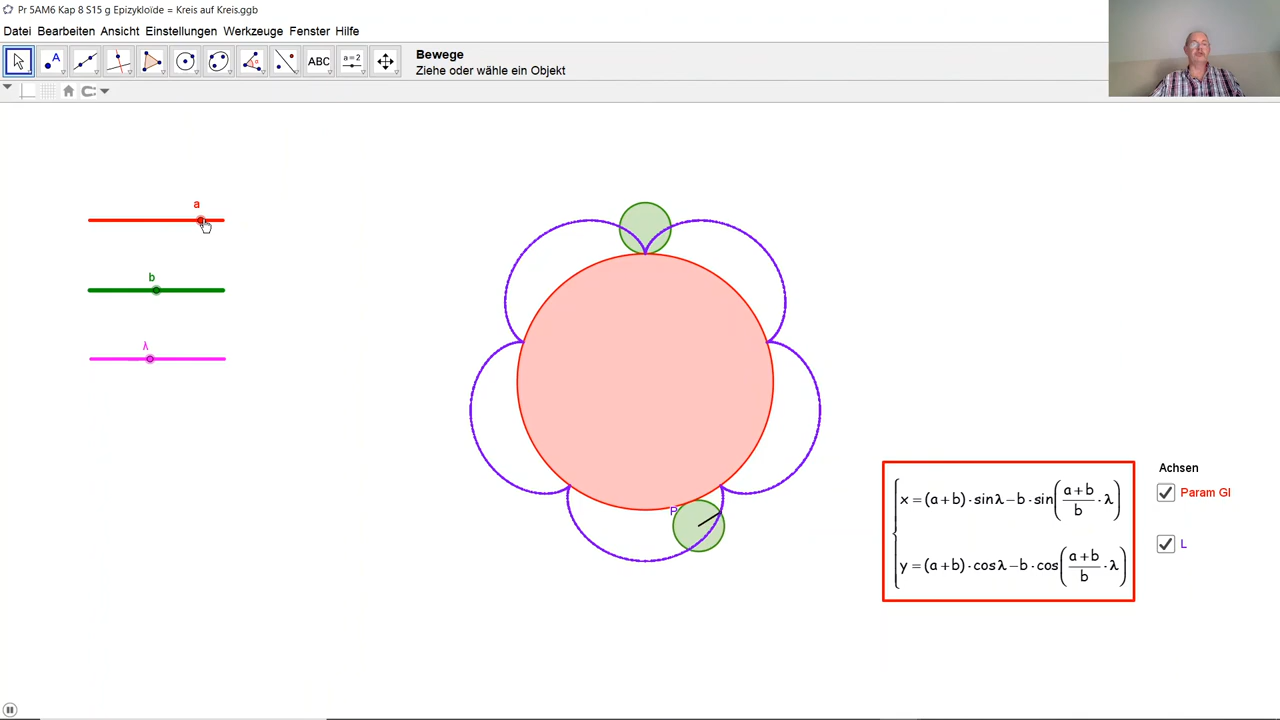 Pr 5AM6 Kap 8 S15 g Epizykloïde = Kreis auf Kreis.ggb
Datei Bearbeiten Ansicht Einstellungen Werkzeuge Fenster Hilfe
A
ABC
a=2
Bewege
Ziehe oder wähle ein Objekt
a
b
λ
P
x = (a+b)·sinλ−b·sin(a+b/b·λ)
y = (a+b)·cosλ−b·cos(a+b/b·λ)
Achsen
Param Gl
L